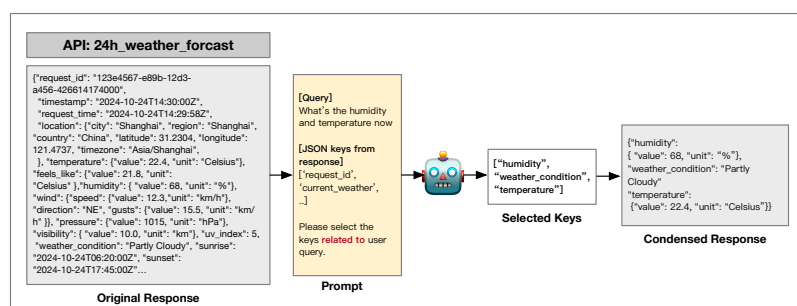 API: 24h_weather_forcast
{"request_id": "123e4567-e89b-12d3-
a456-426614174000",
"timestamp": "2024-10-24T14:30:00Z",
"request_time": "2024-10-24T14:29:58Z",
"location": {"city": "Shanghai", "region": "Shanghai",
"country": "China", "latitude": 31.2304, "longitude":
121.4737, "timezone": "Asia/Shanghai",
}, "temperature": {"value": 22.4, "unit": "Celsius"},
"feels_like": {"value": 21.8, "unit":
"Celsius" },"humidity": { "value": 68, "unit": "%"},
"wind": {"speed": {"value": 12.3,"unit": "km/h"},
"direction": "NE", "gusts": {"value": 15.5, "unit": "km/
h" }}, "pressure": {"value": 1015, "unit": "hPa"},
"visibility": { "value": 10.0, "unit": "km"}, "uv_index": 5,
"weather_condition": "Partly Cloudy", "sunrise":
"2024-10-24T06:20:00Z", "sunset":
"2024-10-24T17:45:00Z"...
Original Response
[Query]
What's the humidity
and temperature now
[JSON keys from
response]
['request_id',
'current_weather',
..]
Please select the
keys related to user
query.
Prompt
["humidity",
"weather_condition",
"temperature"]
Selected Keys
{"humidity":
{ "value": 68, "unit": "%"},
"weather_condition": "Partly
Cloudy"
"temperature":
{"value": 22.4, "unit": "Celsius"}}
Condensed Response